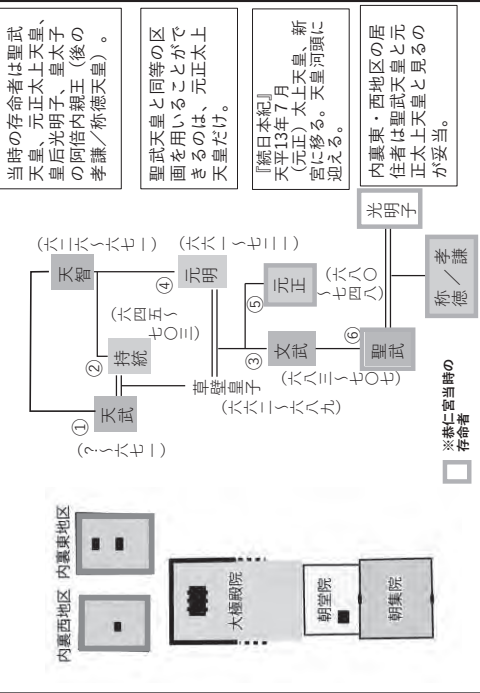 内裏西地区
内裏東地区
大極殿院
朝堂院
朝集院
①
天武
(?~六七一)
②
持統
(六四五~
七〇三)
天智
(六二六~六七一)
草壁皇子
(六六二~六八九)
④
元明
(六六一~七二一)
③
文武
(六八三~七〇七)
⑤
元正
(六八〇
~七四八)
⑥
聖武
光明子
孝謙/
称徳
※恭仁宮当時の
存命者
当時の存命者は聖武
天皇、元正太上天皇、
皇后光明子、皇太子
の阿倍内親王(後の
孝謙/称徳天皇)。
聖武天皇と同等の区
画を用いることがで
きるのは、元正太上
天皇だけ。
『続日本紀』
天平13年7月
(元正)太上天皇、新
宮に移る。天皇河頭に
迎える。
内裏東・西地区の居
住者は聖武天皇と元
正太上天皇と見るの
が妥当。